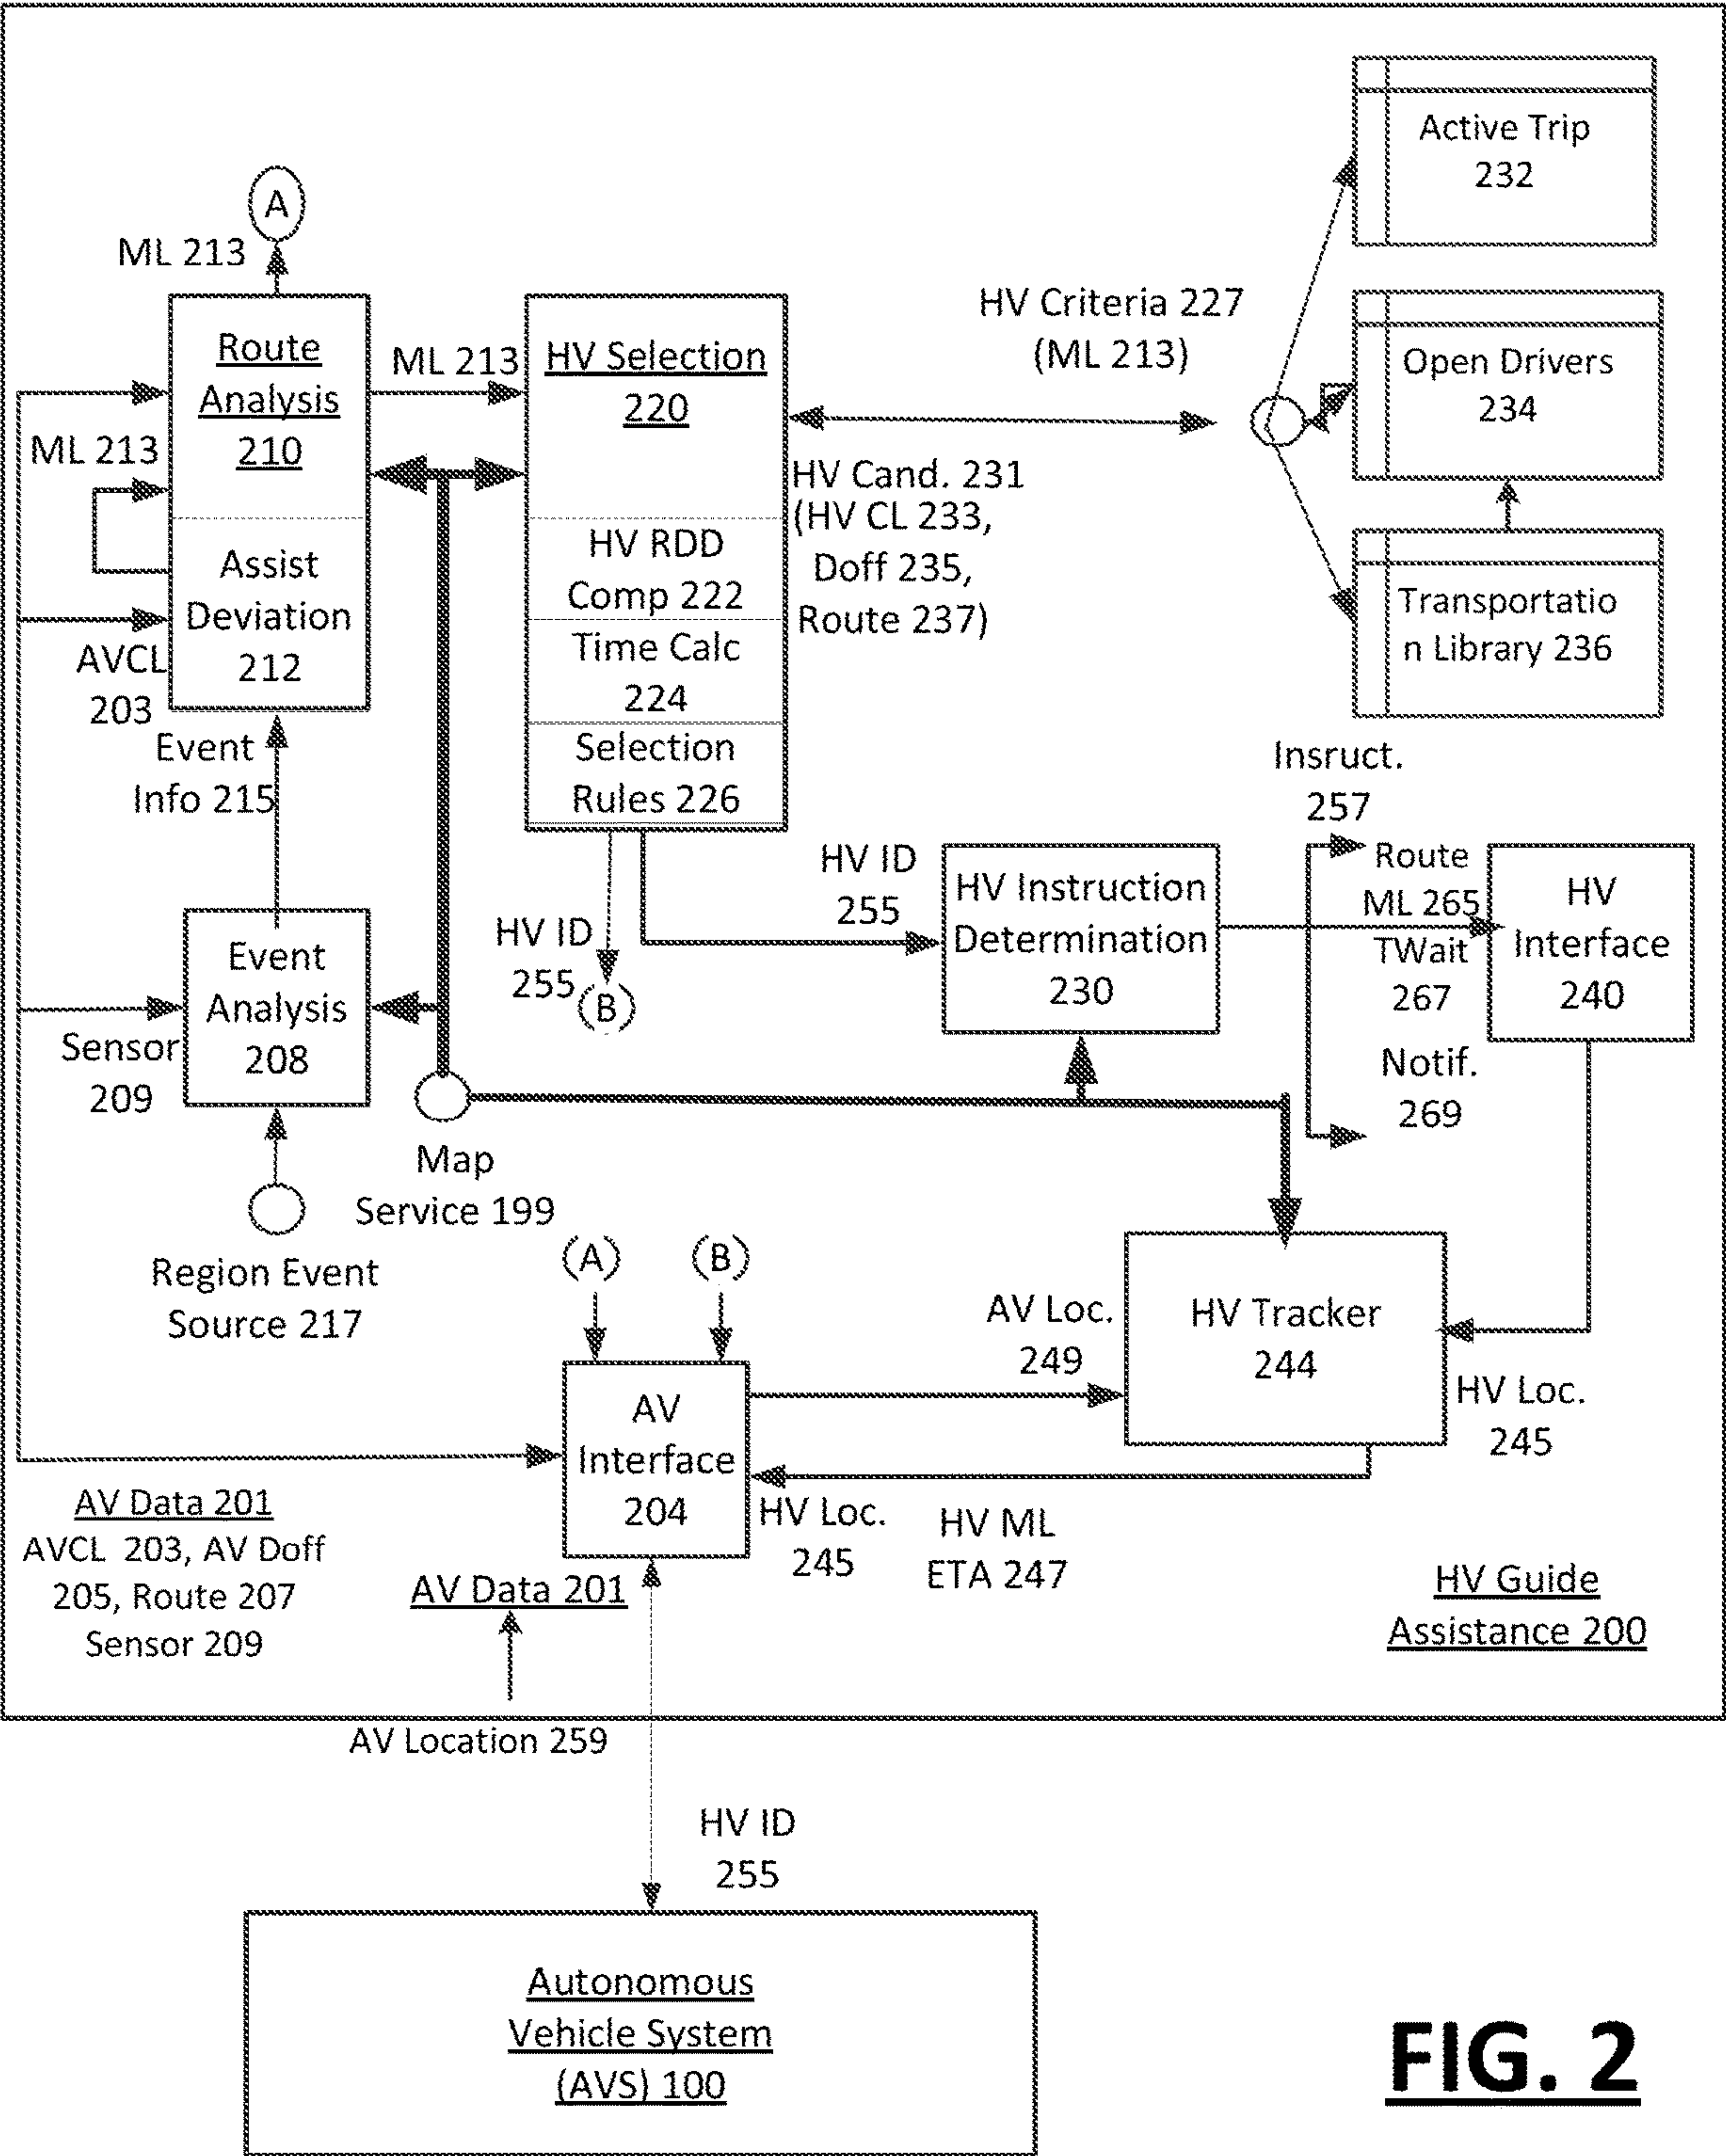 Active Trip
232
A
ML 213
Route
Analysis
210
ML 213
HV Selection
220
HV Criteria 227
(ML 213)
Open Drivers
234
ML 213
HV Cand. 231
(HV CL 233,
Doff 235,
Route 237)
HV RDD
Comp 222
Time Calc
224
Selection
Rules 226
Assist
Deviation
212
AVCL
203
Transportatio
n Library 236
Event
Info 215
Insruct.
257
Route
ML 265
TWait
267
Notif.
269
HV ID
255
HV Instruction
Determination
230
HV
Interface
240
HV ID
255
(B)
Event
Analysis
208
Sensor
209
Map
Service 199
Region Event
Source 217
(A)
(B)
AV Loc.
249
HV Tracker
244
HV Loc.
245
AV
Interface
204
HV Loc.
245
HV ML
ETA 247
AV Data 201
AVCL 203, AV Doff
205, Route 207
Sensor 209
AV Data 201
HV Guide
Assistance 200
AV Location 259
HV ID
255
Autonomous
Vehicle System
(AVS) 100
FIG. 2